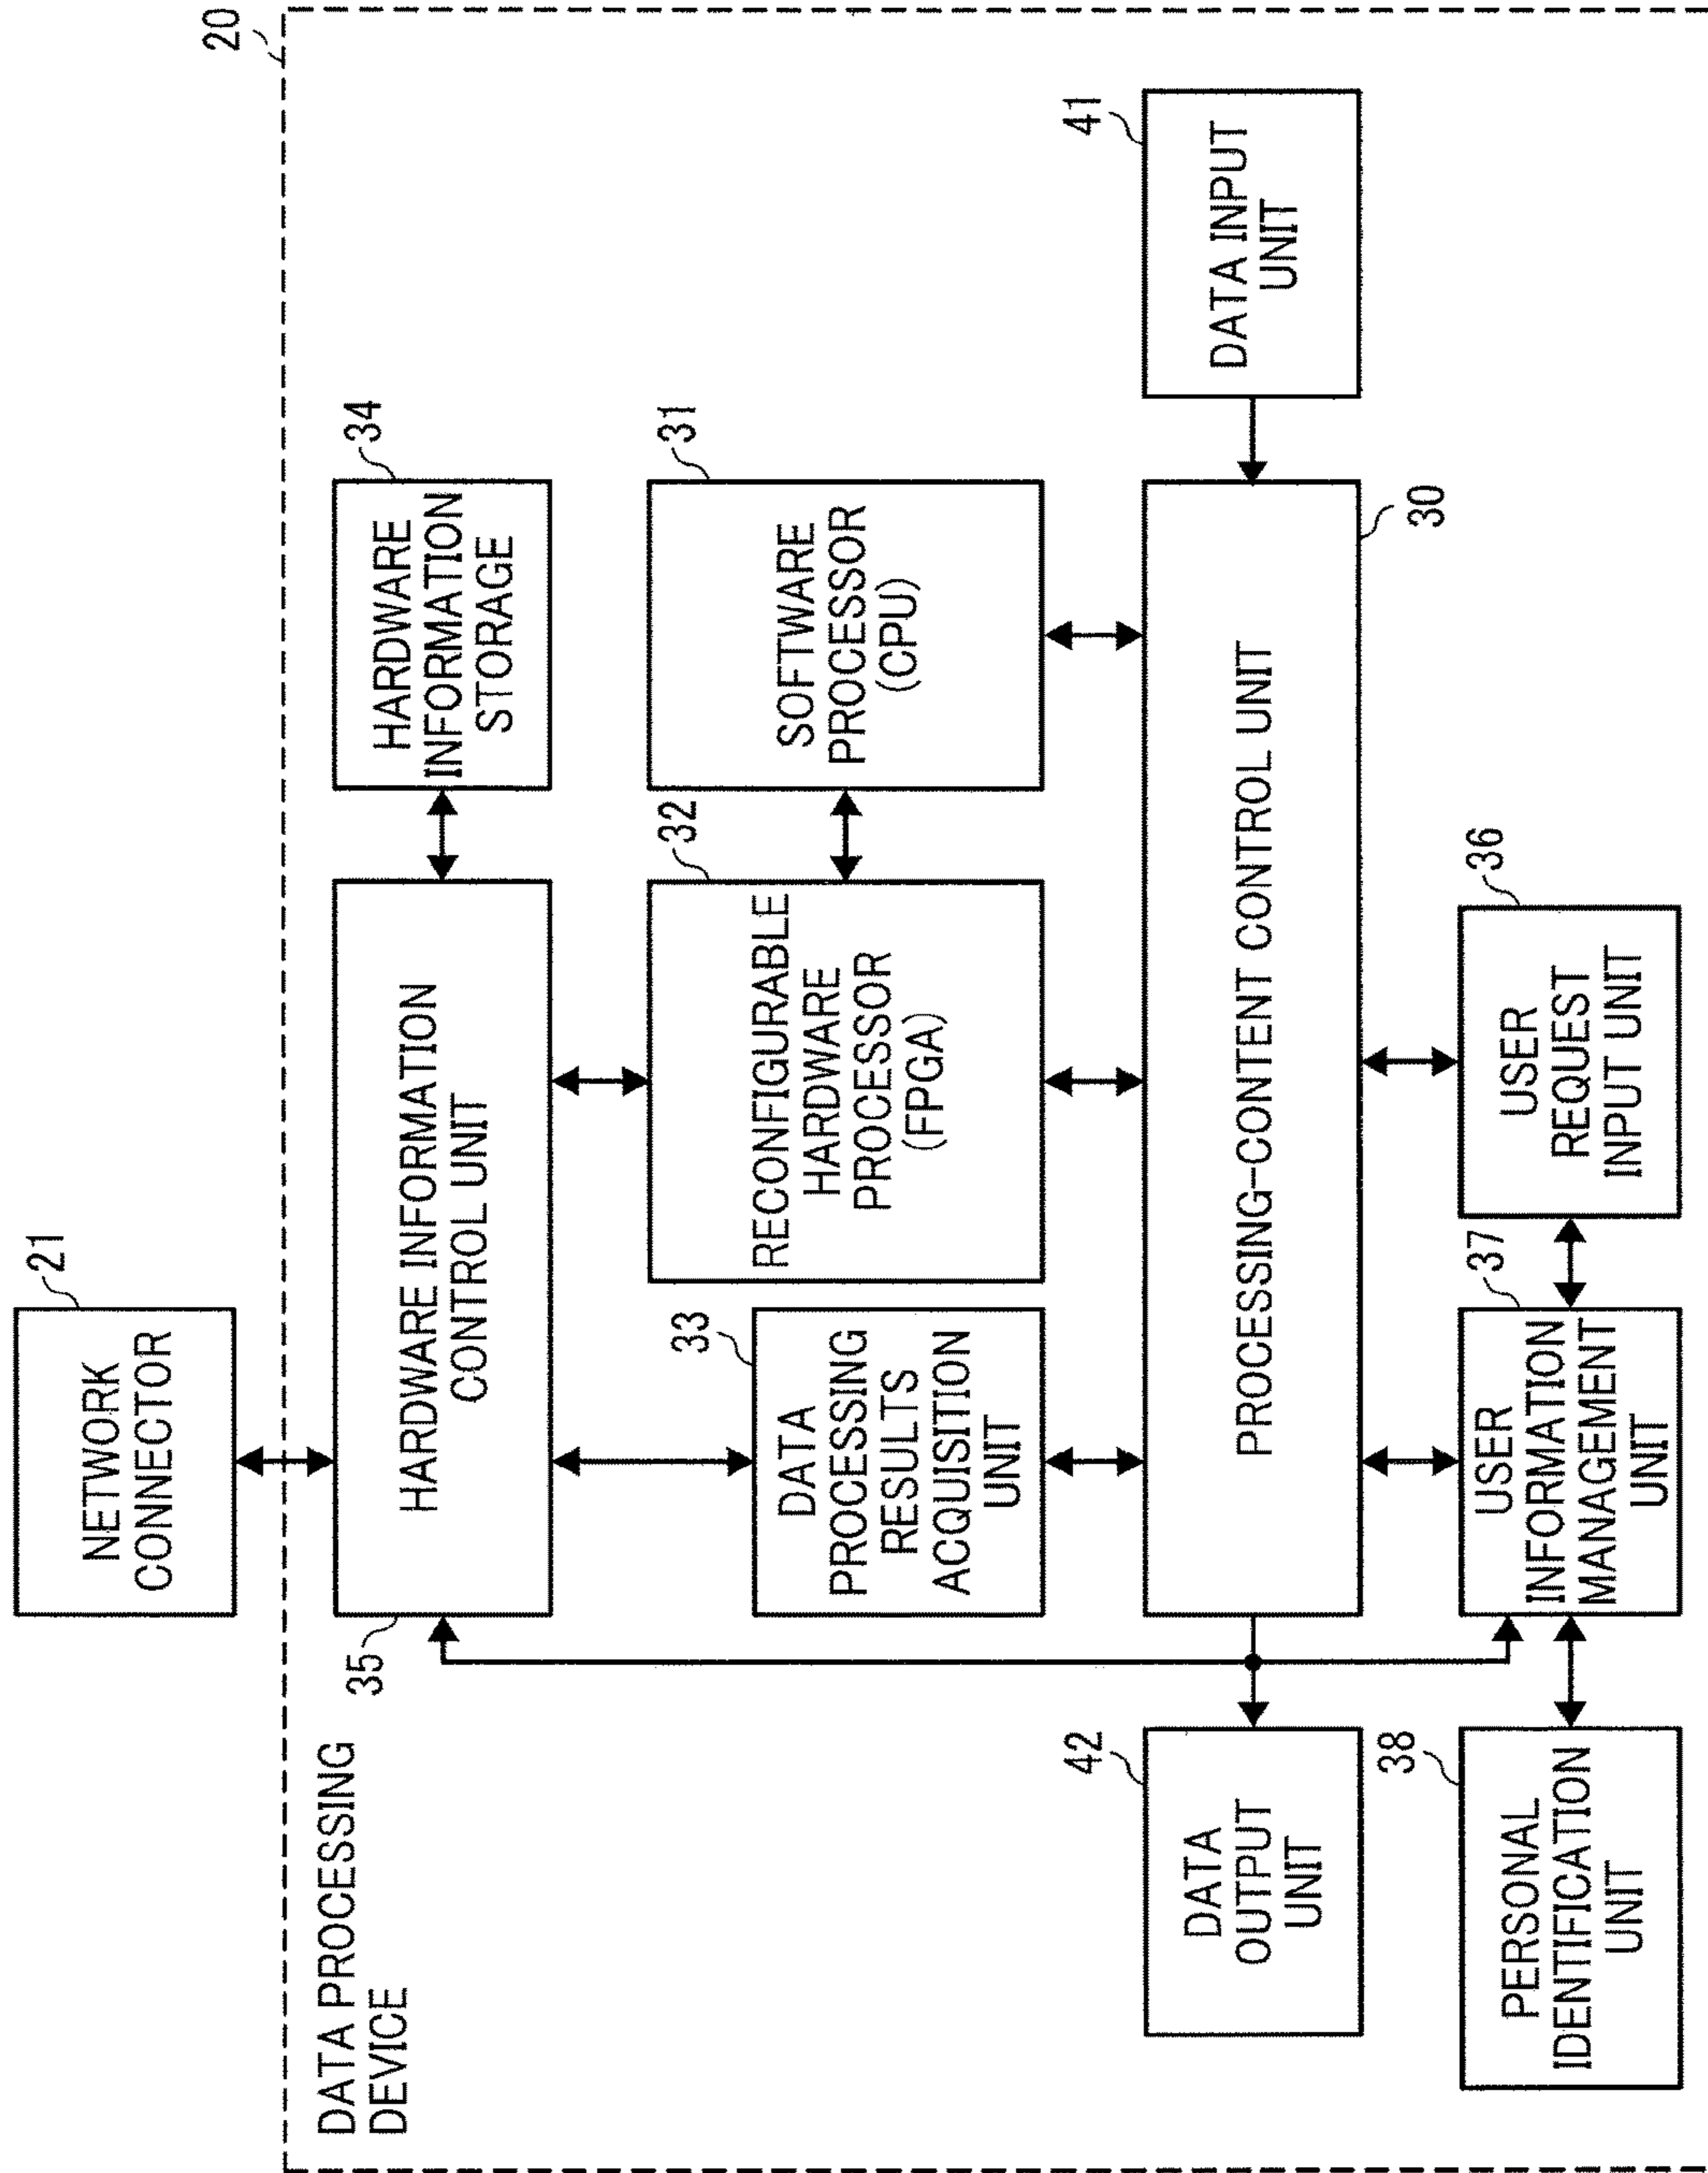 20
NETWORK
CONNECTOR
21
DATA PROCESSING
DEVICE
HARDWARE INFORMATION
CONTROL UNIT
35
HARDWARE
INFORMATION
STORAGE
34
DATA
PROCESSING
RESULTS
ACQUISITION
UNIT
33
RECONFIGURABLE
HARDWARE
PROCESSOR
(FPGA)
32
SOFTWARE
PROCESSOR
(CPU)
31
DATA
OUTPUT
UNIT
42
PROCESSING-CONTENT CONTROL UNIT
30
DATA INPUT
UNIT
41
PERSONAL
IDENTIFICATION
UNIT
38
USER
INFORMATION
MANAGEMENT
UNIT
37
USER
REQUEST
INPUT UNIT
36